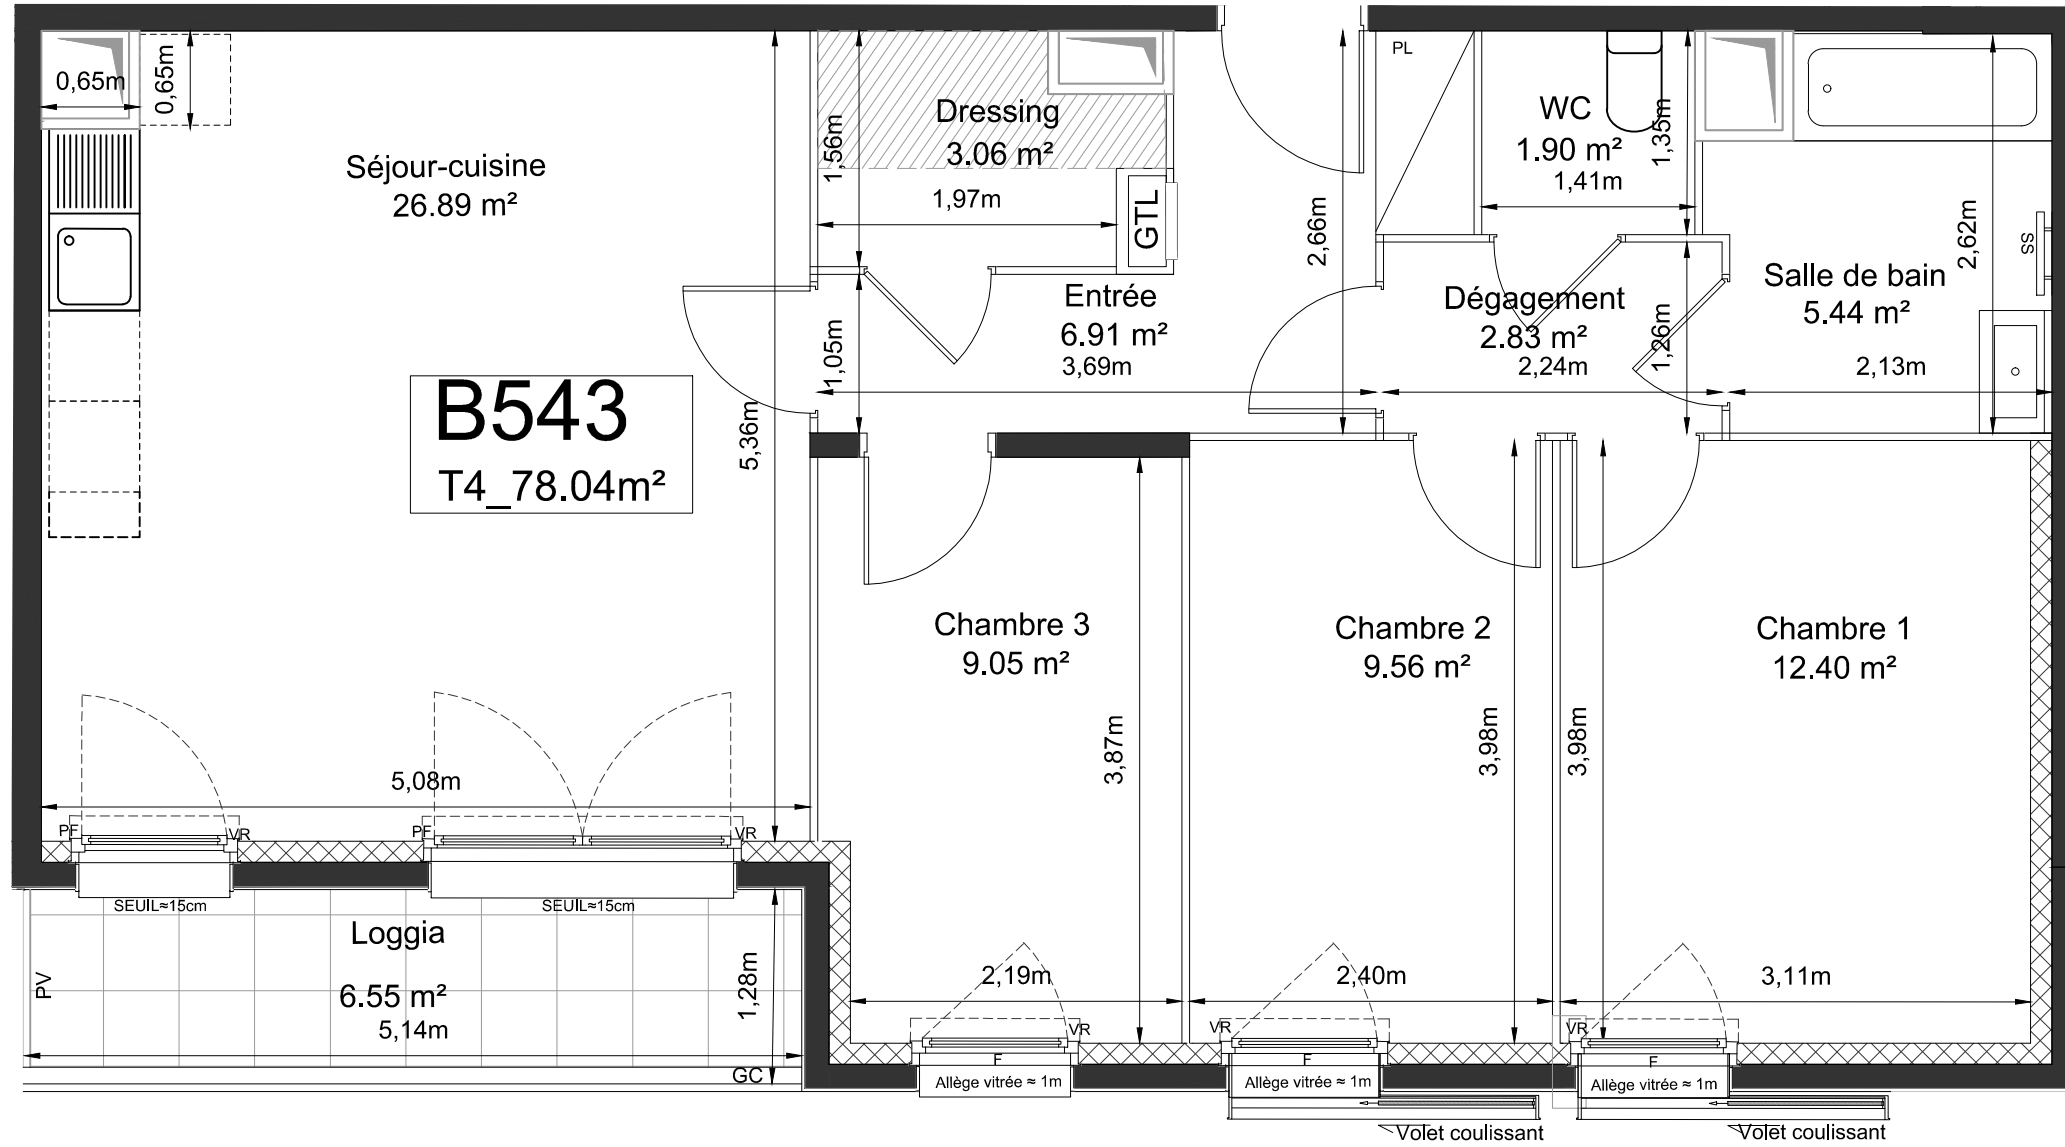 0,65m
0,65m
Séjour-cuisine
26.89 m²
B543
T4_78.04m²
5,36m
5,08m
PF
VR
PF
VR
SEUIL≈15cm
SEUIL≈15cm
Loggia
6.55 m²
5,14m
1,28m
PV
GC
Dressing
3.06 m²
1,56m
1,97m
GTL
Entrée
6.91 m²
3,69m
1,05m
2,66m
PL
WC
1.90 m²
1,41m
1,35m
Dégagement
2.83 m²
2,24m
1,26m
Salle de bain
5.44 m²
2,13m
2,62m
SS
Chambre 3
9.05 m²
3,87m
2,19m
VR
F
Allège vitrée ≈ 1m
Chambre 2
9.56 m²
3,98m
2,40m
VR
F
Allège vitrée ≈ 1m
Volet coulissant
Chambre 1
12.40 m²
3,98m
3,11m
VR
F
Allège vitrée ≈ 1m
Volet coulissant